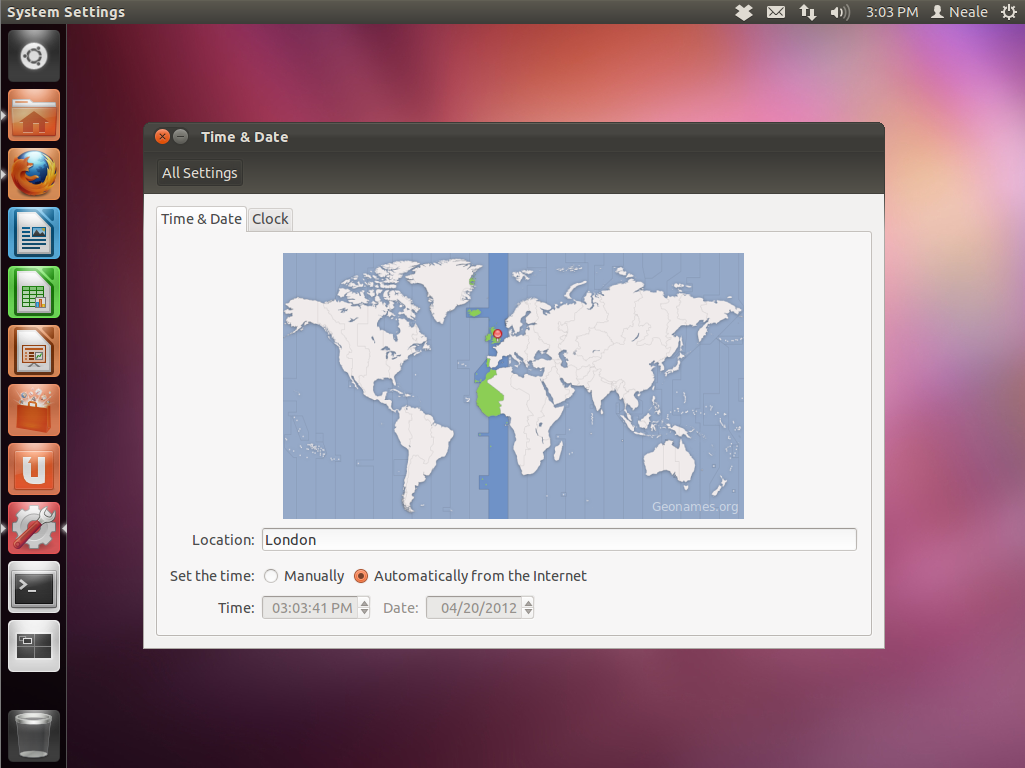 System Settings 3:03 PM Neale
Time & Date
All Settings
Time & Date Clock
Geonames.org
Location: London
Set the time: Manually Automatically from the Internet
Time: 03:03:41 PM Date: 04/20/2012